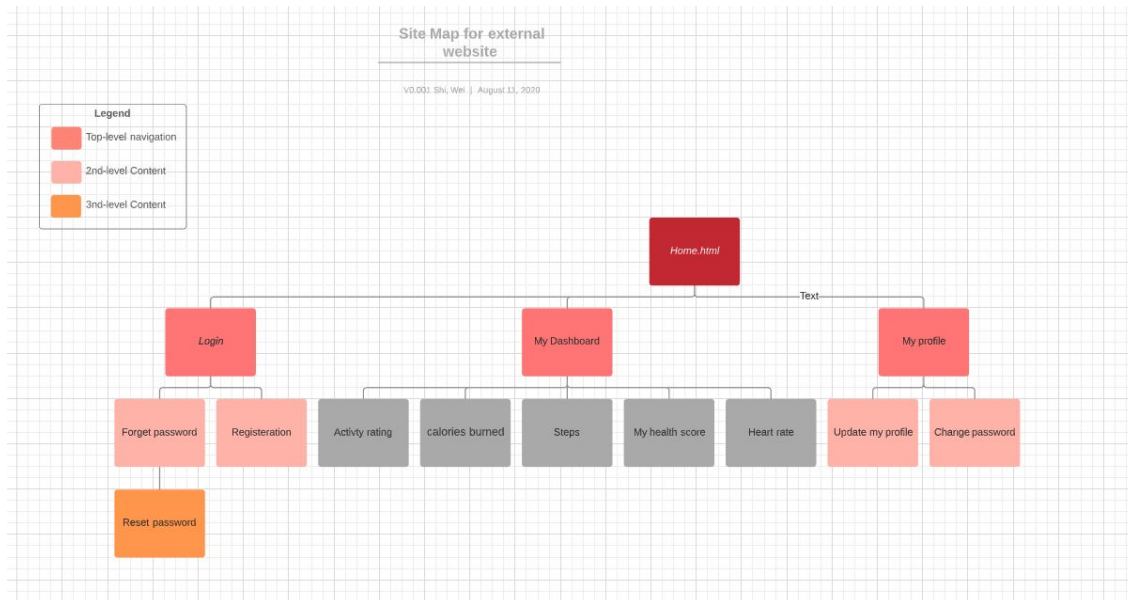 Site Map for external
website
V0.001 Shi, Wei | August 11, 2020
Legend
Top-level navigation
2nd-level Content
3nd-level Content
Home.html
Text
Login
My Dashboard
My profile
Forget password
Registeration
Activty rating
calories burned
Steps
My health score
Heart rate
Update my profile
Change password
Reset password